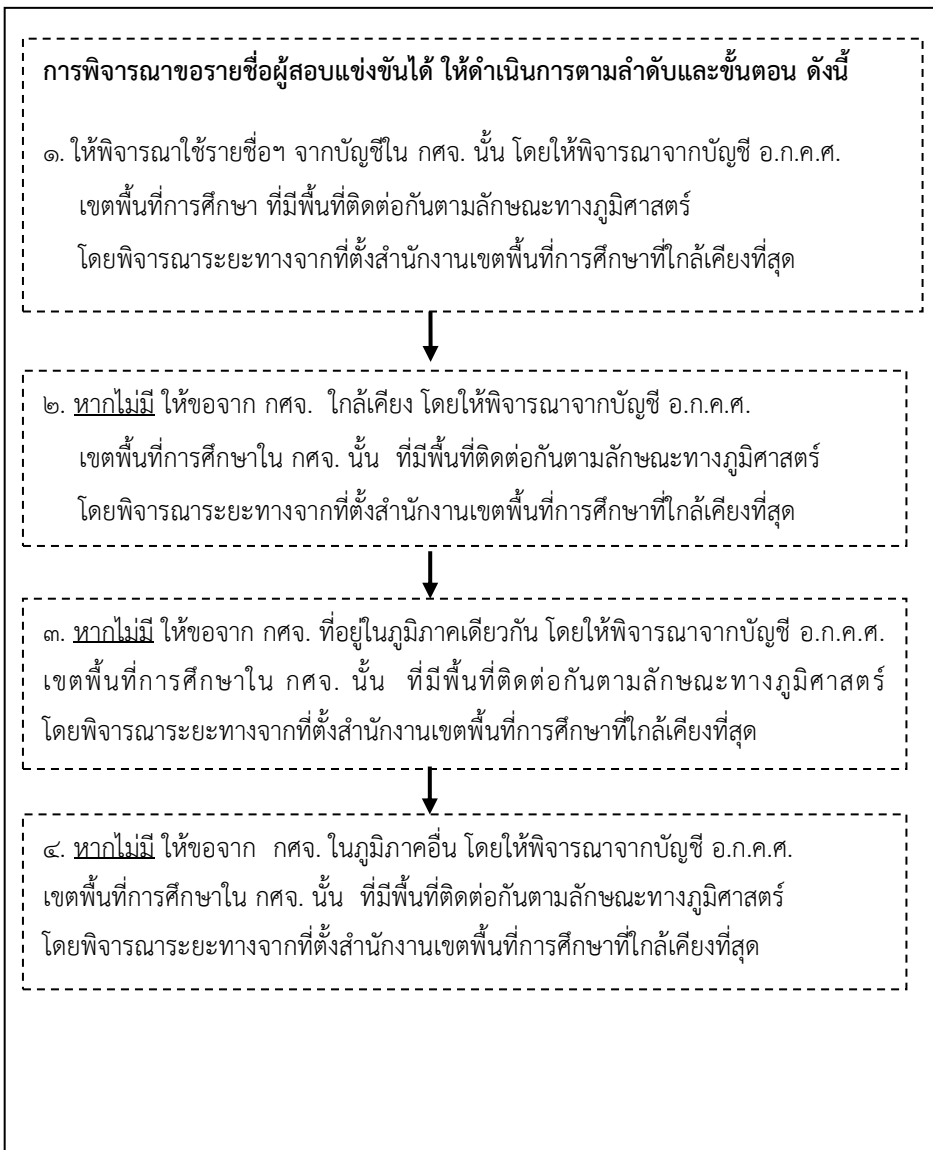 การพิจารณาขอรายชื่อผู้สอบแข่งขันได้ ให้ดำเนินการตามลำดับและขั้นตอน ดังนี้
๑. ให้พิจารณาใช้รายชื่อฯ จากบัญชีใน กศจ. นั้น โดยให้พิจารณาจากบัญชี อ.ก.ค.ศ.
เขตพื้นที่การศึกษา ที่มีพื้นที่ติดต่อกันตามลักษณะทางภูมิศาสตร์
โดยพิจารณาระยะทางจากที่ตั้งสำนักงานเขตพื้นที่การศึกษาที่ใกล้เคียงที่สุด
๒. หากไม่มี ให้ขอจาก กศจ. ใกล้เคียง โดยให้พิจารณาจากบัญชี อ.ก.ค.ศ.
เขตพื้นที่การศึกษาใน กศจ. นั้น ที่มีพื้นที่ติดต่อกันตามลักษณะทางภูมิศาสตร์
โดยพิจารณาระยะทางจากที่ตั้งสำนักงานเขตพื้นที่การศึกษาที่ใกล้เคียงที่สุด
๓. หากไม่มี ให้ขอจาก กศจ. ที่อยู่ในภูมิภาคเดียวกัน โดยให้พิจารณาจากบัญชี อ.ก.ค.ศ.
เขตพื้นที่การศึกษาใน กศจ. นั้น ที่มีพื้นที่ติดต่อกันตามลักษณะทางภูมิศาสตร์
โดยพิจารณาระยะทางจากที่ตั้งสำนักงานเขตพื้นที่การศึกษาที่ใกล้เคียงที่สุด
๔. หากไม่มี ให้ขอจาก กศจ. ในภูมิภาคอื่น โดยให้พิจารณาจากบัญชี อ.ก.ค.ศ.
เขตพื้นที่การศึกษาใน กศจ. นั้น ที่มีพื้นที่ติดต่อกันตามลักษณะทางภูมิศาสตร์
โดยพิจารณาระยะทางจากที่ตั้งสำนักงานเขตพื้นที่การศึกษาที่ใกล้เคียงที่สุด